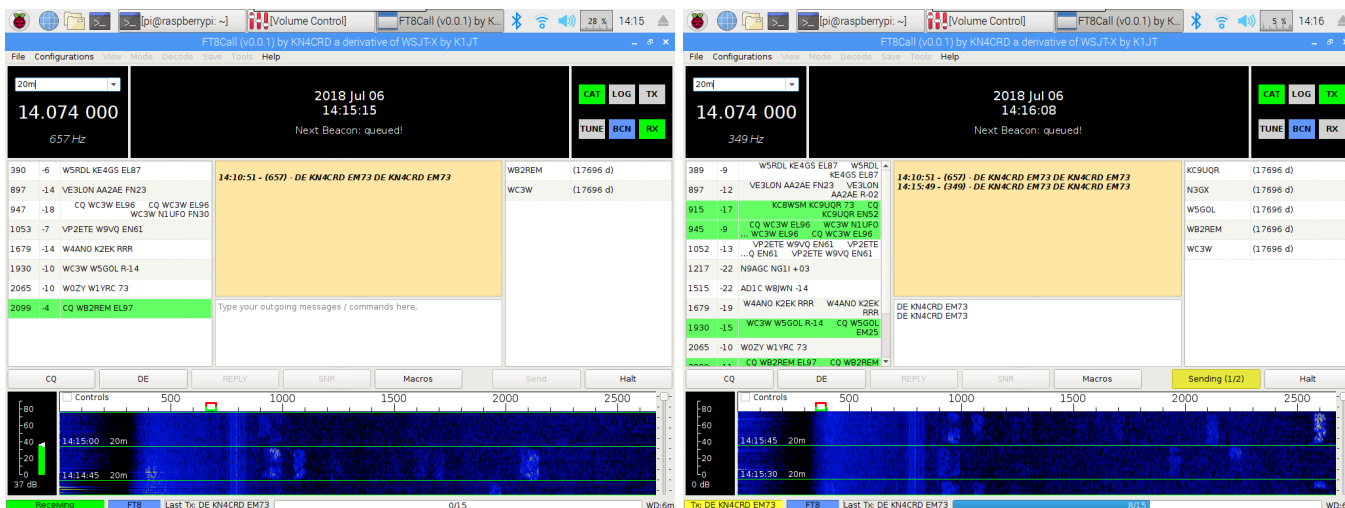 [pi@raspberrypi: ~] [Volume Control] FT8Call (v0.0.1) by K... 28 % 14:15
FT8Call (v0.0.1) by KN4CRD a derivative of WSJT-X by K1JT
File Configurations View Mode Decode Save Tools Help
20m
14.074 000
657 Hz
2018 Jul 06
14:15:15
Next Beacon: queued!
CAT LOG TX
TUNE BCN RX
390 -6 W5RDL KE4GS EL87
897 -14 VE3LON AA2AE FN23
947 -18 CQ WC3W EL96 CQ WC3W EL96
WC3W N1UFO FN30
1053 -7 VP2ETE W9VQ EN61
1679 -14 W4ANO K2EK RRR
1930 -10 WC3W W5GOL R-14
2065 -10 W0ZY W1YRC 73
2099 -4 CQ WB2REM EL97
14:10:51 - (657) - DE KN4CRD EM73 DE KN4CRD EM73
Type your outgoing messages / commands here.
WB2REM (17696 d)
WC3W (17696 d)
CQ DE REPLY SNR Macros Send Halt
Controls 500 1000 1500 2000 2500
80
60
40
20
0
37 dB
14:15:00 20m
14:14:45 20m
Receiving FT8 Last Tx: DE KN4CRD EM73 0/15 WD:6m
[pi@raspberrypi: ~] [Volume Control] FT8Call (v0.0.1) by K... 5 % 14:16
FT8Call (v0.0.1) by KN4CRD a derivative of WSJT-X by K1JT
File Configurations View Mode Decode Save Tools Help
20m
14.074 000
349 Hz
2018 Jul 06
14:16:08
Next Beacon: queued!
CAT LOG TX
TUNE BCN RX
389 -9 W5RDL KE4GS EL87 W5RDL
KE4GS EL87
897 -12 VE3LON AA2AE FN23 VE3LON
AA2AE R-02
915 -17 KC8WSM KC9UQR 73 CQ
KC9UQR EN52
945 -9 CQ WC3W EL96 WC3W N1UFO
... WC3W EL96 CQ WC3W EL96
1052 -13 VP2ETE W9VQ EN61 VP2ETE
...Q EN61 VP2ETE W9VQ EN61
1217 -22 N9AGC NG1I +03
1515 -22 AD1C W8JWN -14
1679 -19 W4ANO K2EK RRR W4ANO K2EK
RRR
1930 -15 WC3W W5GOL R-14 CQ W5GOL
EM25
2065 -10 W0ZY W1YRC 73
CQ WB2REM EL97 CQ WB2REM
14:10:51 - (657) - DE KN4CRD EM73 DE KN4CRD EM73
14:15:49 - (349) - DE KN4CRD EM73 DE KN4CRD EM73
DE KN4CRD EM73
DE KN4CRD EM73
KC9UQR (17696 d)
N3GX (17696 d)
W5GOL (17696 d)
WB2REM (17696 d)
WC3W (17696 d)
CQ DE REPLY SNR Macros Sending (1/2) Halt
Controls 500 1000 1500 2000 2500
80
60
40
20
0
0 dB
14:15:45 20m
14:15:30 20m
Tx: DE KN4CRD EM73 FT8 Last Tx: DE KN4CRD EM73 8/15 WD:6